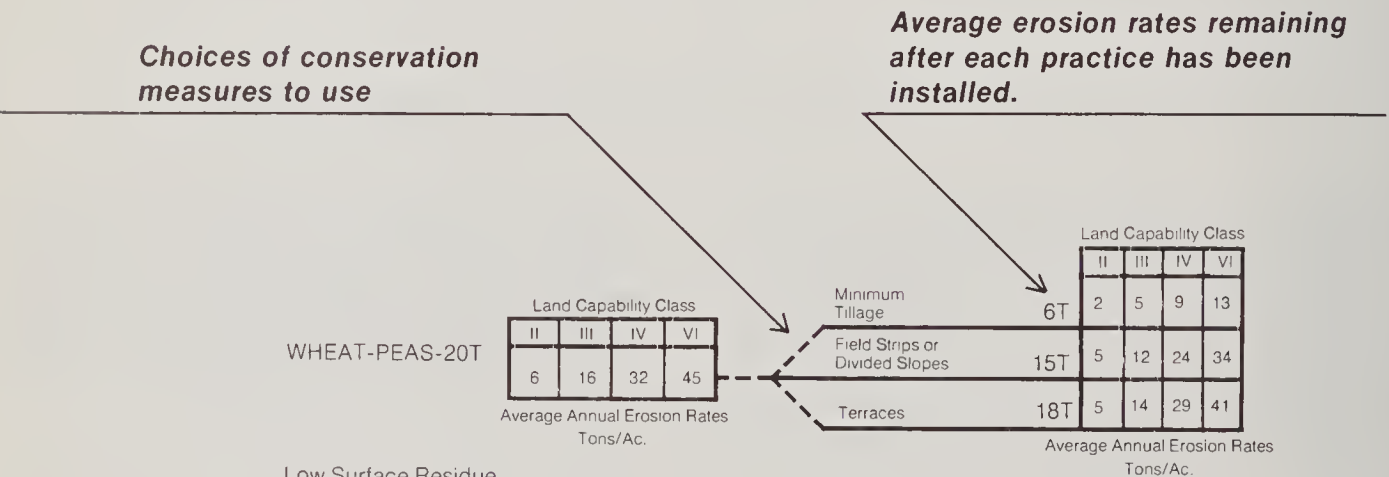 Choices of conservation
measures to use
Average erosion rates remaining
after each practice has been
installed.
WHEAT-PEAS-20T
Land Capability Class
II III IV VI
6 16 32 45
Average Annual Erosion Rates
Tons/Ac.
Minimum
Tillage 6T
Field Strips or
Divided Slopes 15T
Terraces 18T
Land Capability Class
II III IV VI
2 5 9 13
5 12 24 34
5 14 29 41
Average Annual Erosion Rates
Tons/Ac.
Low Surface Residue